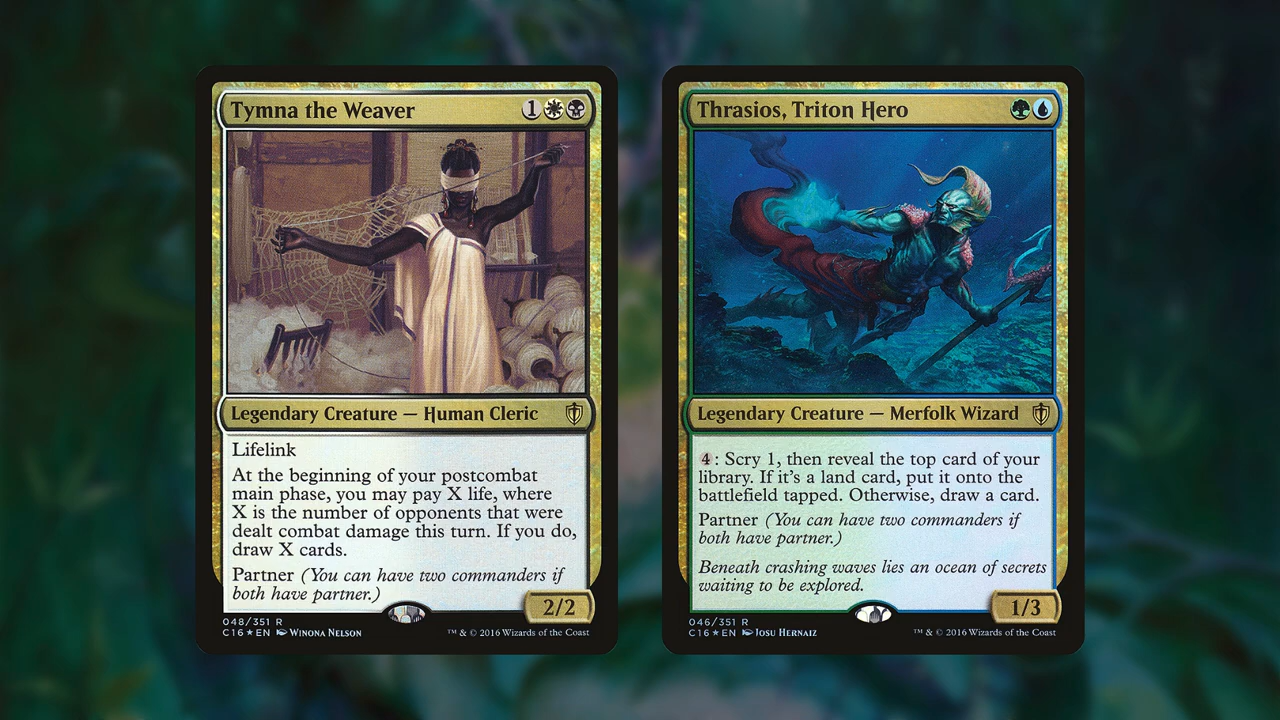 Tymna the Weaver 1
Legendary Creature — Human Cleric
Lifelink
At the beginning of your postcombat
main phase, you may pay X life, where
X is the number of opponents that were
dealt combat damage this turn. If you do,
draw X cards.
Partner (You can have two commanders if
both have partner.)
2/2
048/351 R
C16★EN Winona Nelson ™ & © 2016 Wizards of the Coast
Thrasios, Triton Hero
Legendary Creature — Merfolk Wizard
4: Scry 1, then reveal the top card of your
library. If it's a land card, put it onto the
battlefield tapped. Otherwise, draw a card.
Partner (You can have two commanders if
both have partner.)
Beneath crashing waves lies an ocean of secrets
waiting to be explored.
1/3
046/351 R
C16★EN Josu Hernaiz ™ & © 2016 Wizards of the Coast